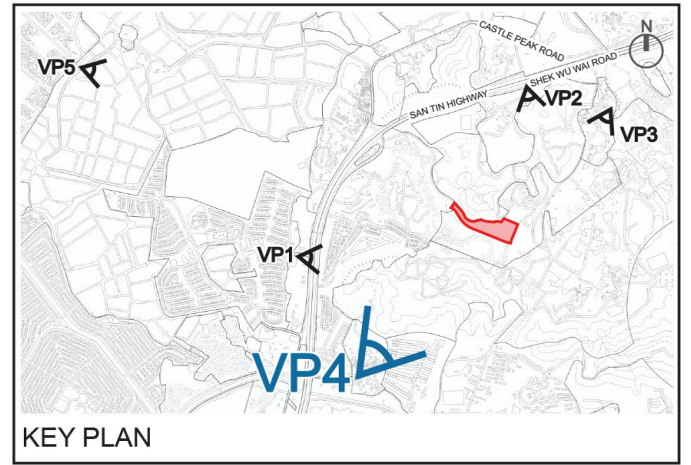 N
CASTLE PEAK ROAD
SHEK WU WAI ROAD
SAN TIN HIGHWAY
VP5
VP2
VP3
VP1
VP4
KEY PLAN